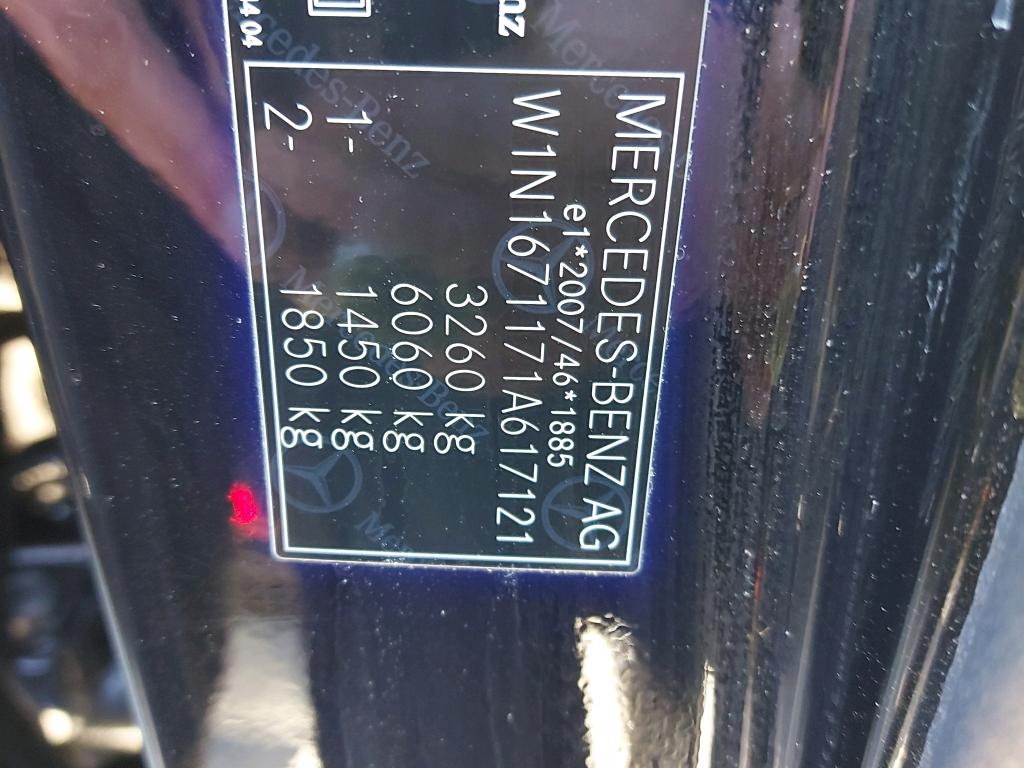 MERCEDES-BENZ AG
e1*2007/46*1885
W1N1671171A617121
3260 kg
6060 kg
1- 1450 kg
2- 1850 kg